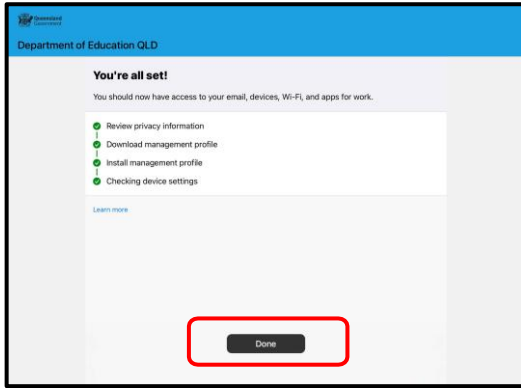 Queensland
Government
Department of Education QLD
You're all set!
You should now have access to your email, devices, Wi-Fi, and apps for work.
Review privacy information
Download management profile
Install management profile
Checking device settings
Learn more
Done